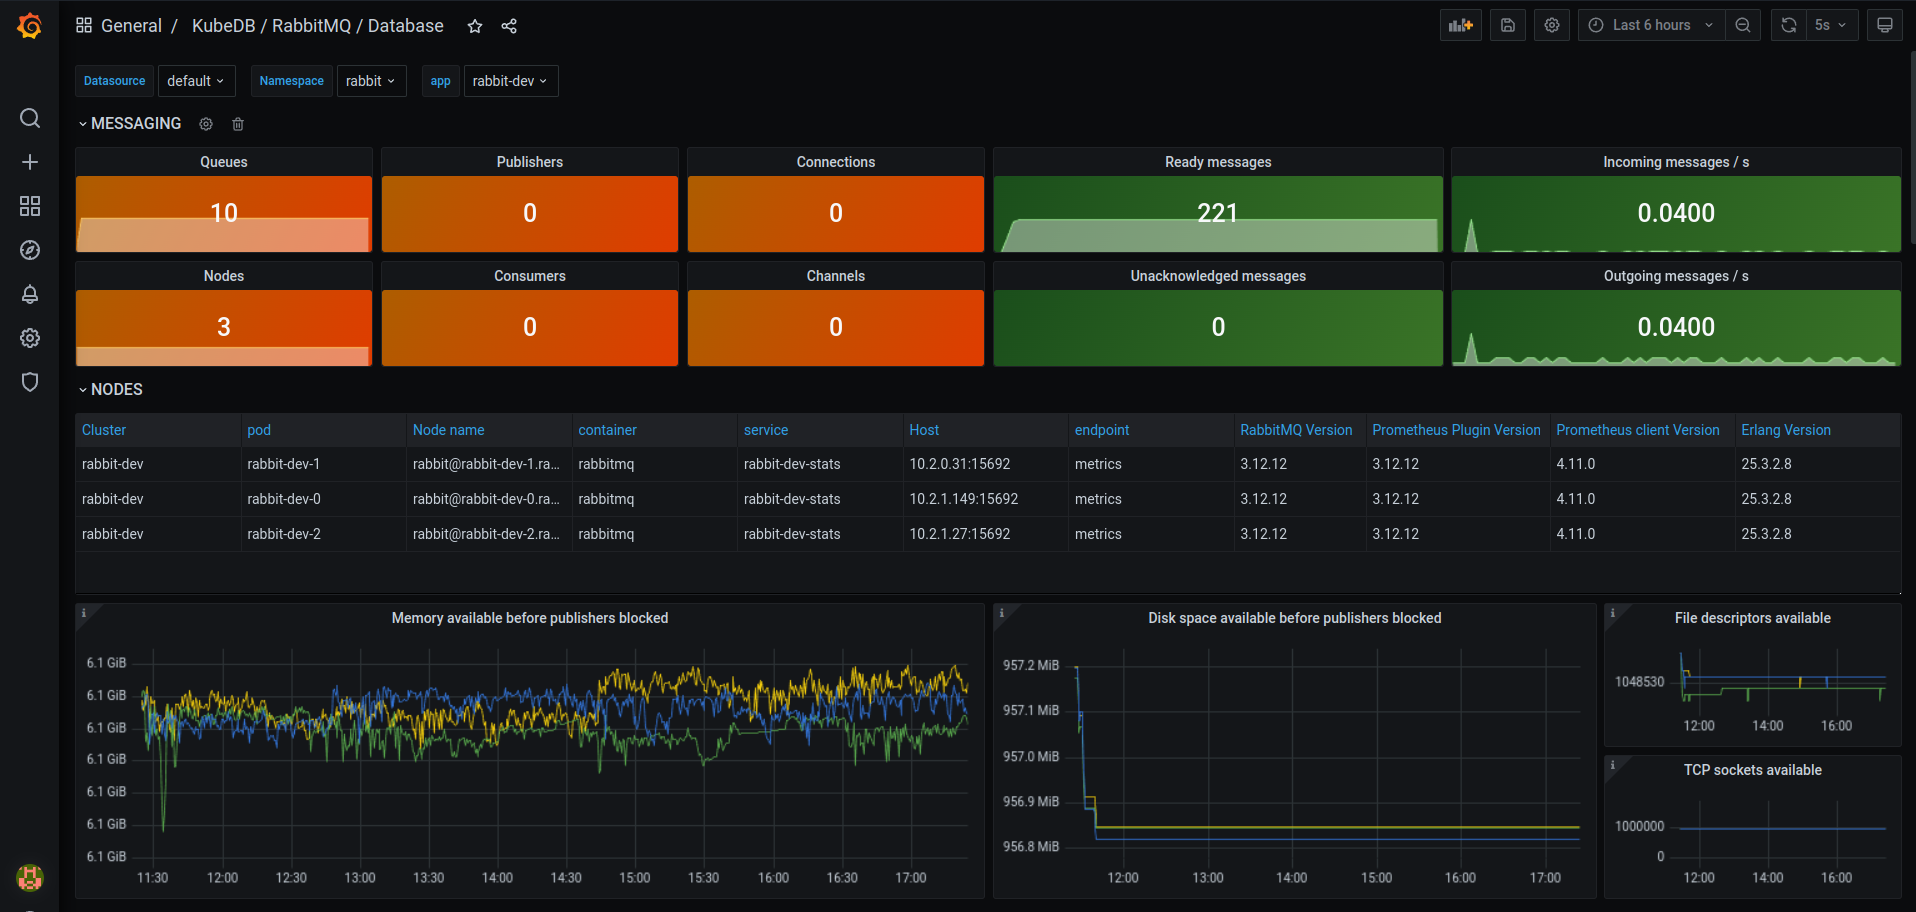 General / KubeDB / RabbitMQ / Database
Last 6 hours
5s
Datasource default Namespace rabbit app rabbit-dev
MESSAGING
Queues Publishers Connections Ready messages Incoming messages / s
10 0 0 221 0.0400
Nodes Consumers Channels Unacknowledged messages Outgoing messages / s
3 0 0 0 0.0400
NODES
Cluster pod Node name container service Host endpoint RabbitMQ Version Prometheus Plugin Version Prometheus client Version Erlang Version
rabbit-dev rabbit-dev-1 rabbit@rabbit-dev-1.ra... rabbitmq rabbit-dev-stats 10.2.0.31:15692 metrics 3.12.12 3.12.12 4.11.0 25.3.2.8
rabbit-dev rabbit-dev-0 rabbit@rabbit-dev-0.ra... rabbitmq rabbit-dev-stats 10.2.1.149:15692 metrics 3.12.12 3.12.12 4.11.0 25.3.2.8
rabbit-dev rabbit-dev-2 rabbit@rabbit-dev-2.ra... rabbitmq rabbit-dev-stats 10.2.1.27:15692 metrics 3.12.12 3.12.12 4.11.0 25.3.2.8
Memory available before publishers blocked
6.1 GiB
6.1 GiB
6.1 GiB
6.1 GiB
6.1 GiB
6.1 GiB
6.1 GiB
11:30 12:00 12:30 13:00 13:30 14:00 14:30 15:00 15:30 16:00 16:30 17:00
Disk space available before publishers blocked
957.2 MiB
957.1 MiB
957.0 MiB
956.9 MiB
956.8 MiB
12:00 13:00 14:00 15:00 16:00 17:00
File descriptors available
1048530
12:00 14:00 16:00
TCP sockets available
1000000
0
12:00 14:00 16:00